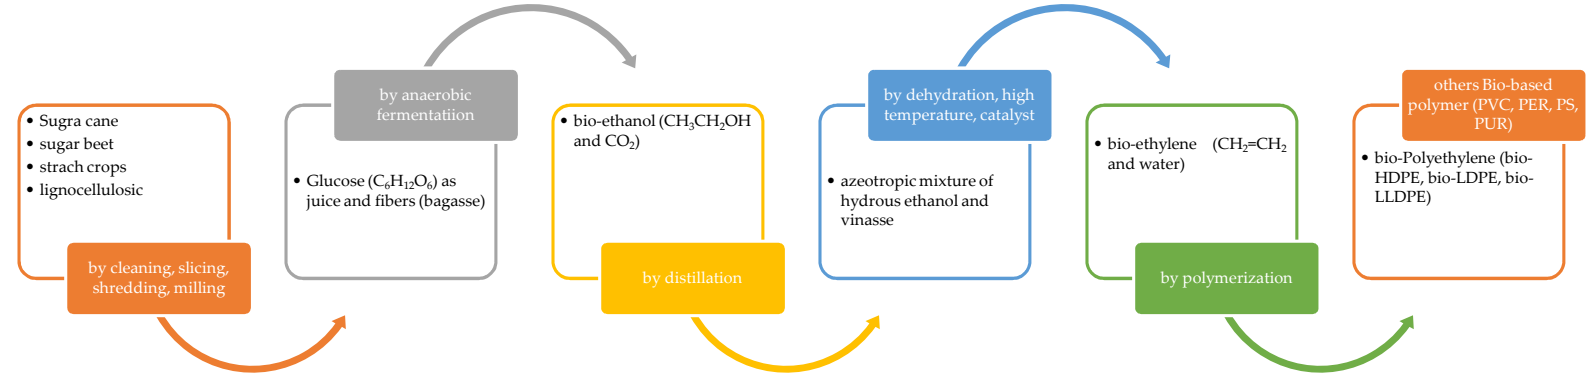 • Sugra cane
• sugar beet
• strach crops
• lignocellulosic
by cleaning, slicing,
shredding, milling
by anaerobic
fermentatiion
• Glucose (C₆H₁₂O₆) as
juice and fibers (bagasse)
• bio-ethanol (CH₃CH₂OH
and CO₂)
by distillation
by dehydration, high
temperature, catalyst
• azeotropic mixture of
hydrous ethanol and
vinasse
• bio-ethylene (CH₂=CH₂
and water)
by polymerization
others Bio-based
polymer (PVC, PER, PS,
PUR)
• bio-Polyethylene (bio-
HDPE, bio-LDPE, bio-
LLDPE)